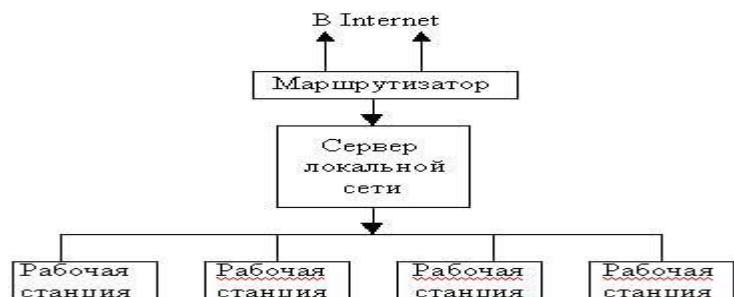 В Internet
Маршрутизатор
Сервер
локальной
сети
Рабочая
станция
Рабочая
станция
Рабочая
станция
Рабочая
станция